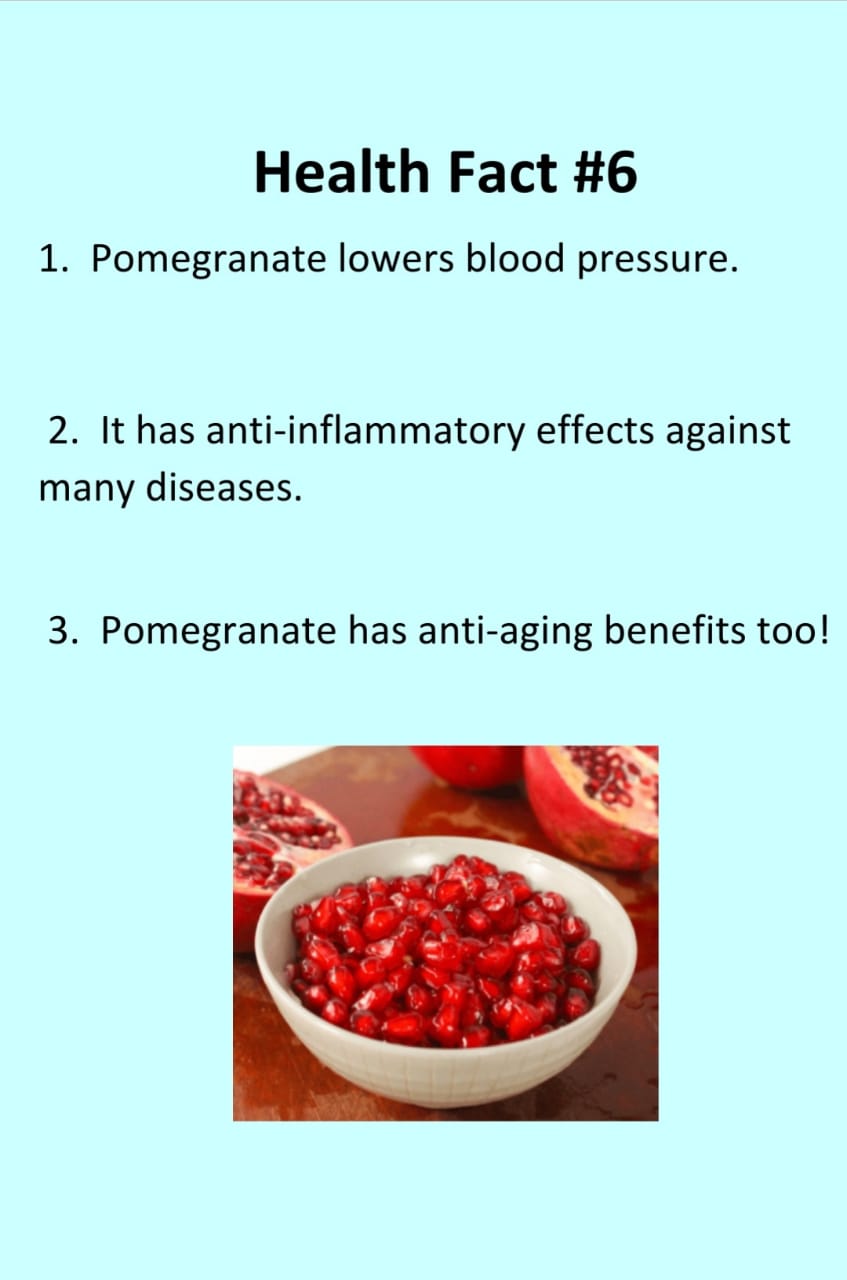 Health Fact #6
1. Pomegranate lowers blood pressure.
2. It has anti-inflammatory effects against
many diseases.
3. Pomegranate has anti-aging benefits too!